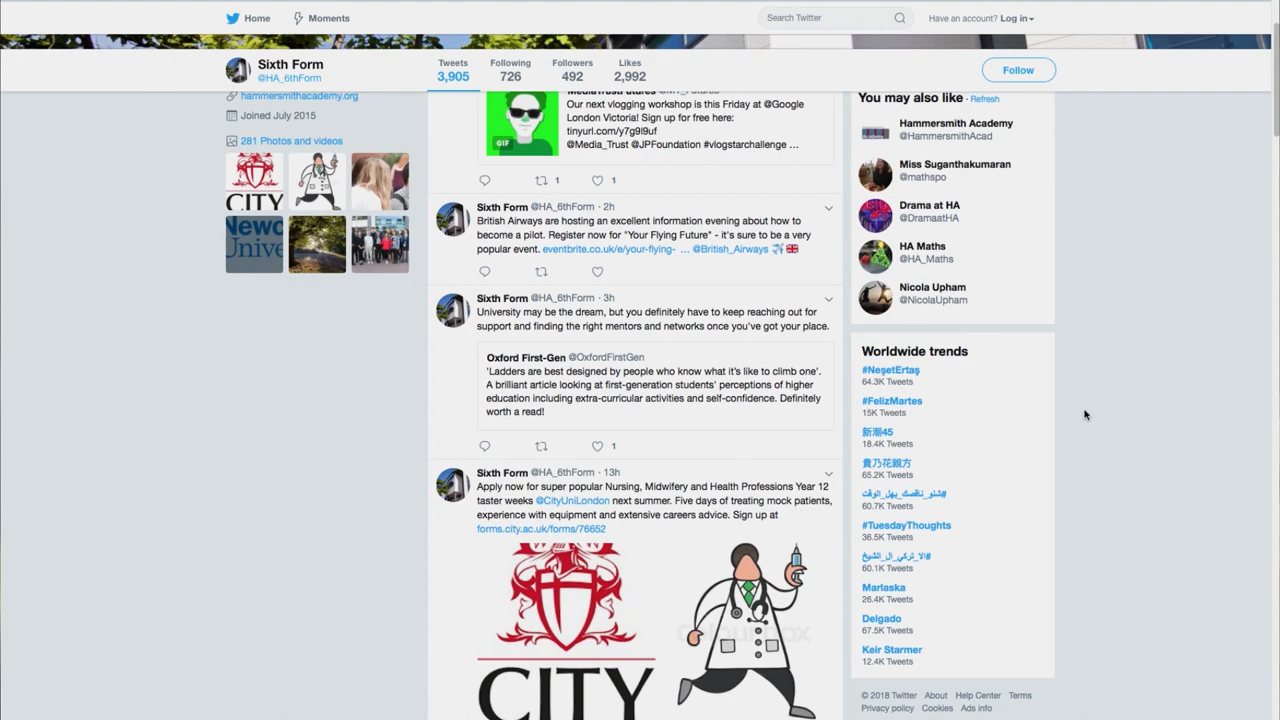 Home
Moments
Search Twitter
Have an account? Log in
Sixth Form
@HA_6thForm
Tweets
3,905
Following
726
Followers
492
Likes
2,992
Follow
hammersmithacademy.org
Joined July 2015
281 Photos and videos
CITY
Univers
MediaTrustFutures @MT_Futures
Our next vlogging workshop is this Friday at @Google
London Victoria! Sign up for free here:
tinyurl.com/y7g9l9uf
@Media_Trust @JPFoundation #vlogstarchallenge …
GIF
1
1
Sixth Form @HA_6thForm · 2h
British Airways are hosting an excellent information evening about how to
become a pilot. Register now for "Your Flying Future" - it's sure to be a very
popular event. eventbrite.co.uk/e/your-flying- … @British_Airways ✈️ 🇬🇧
Sixth Form @HA_6thForm · 3h
University may be the dream, but you definitely have to keep reaching out for
support and finding the right mentors and networks once you've got your place.
Oxford First-Gen @OxfordFirstGen
'Ladders are best designed by people who know what it's like to climb one'.
A brilliant article looking at first-generation students' perceptions of higher
education including extra-curricular activities and self-confidence. Definitely
worth a read!
1
Sixth Form @HA_6thForm · 13h
Apply now for super popular Nursing, Midwifery and Health Professions Year 12
taster weeks @CityUniLondon next summer. Five days of treating mock patients,
experience with equipment and extensive careers advice. Sign up at
forms.city.ac.uk/forms/76652
CITY
You may also like · Refresh
Hammersmith Academy
@HammersmithAcad
Miss Suganthakumaran
@mathspo
Drama at HA
@DramaatHA
HA Maths
@HA_Maths
Nicola Upham
@NicolaUpham
Worldwide trends
#NeşetErtaş
64.3K Tweets
#FelizMartes
15K Tweets
新潮45
18.4K Tweets
貴乃花親方
65.2K Tweets
#شنو_ناقصك_بهل_الوقت
60.7K Tweets
#TuesdayThoughts
36.5K Tweets
#الا_تركي_ال_الشيخ
60.1K Tweets
Marlaska
26.4K Tweets
Delgado
67.5K Tweets
Keir Starmer
12.4K Tweets
© 2018 Twitter About Help Center Terms
Privacy policy Cookies Ads info